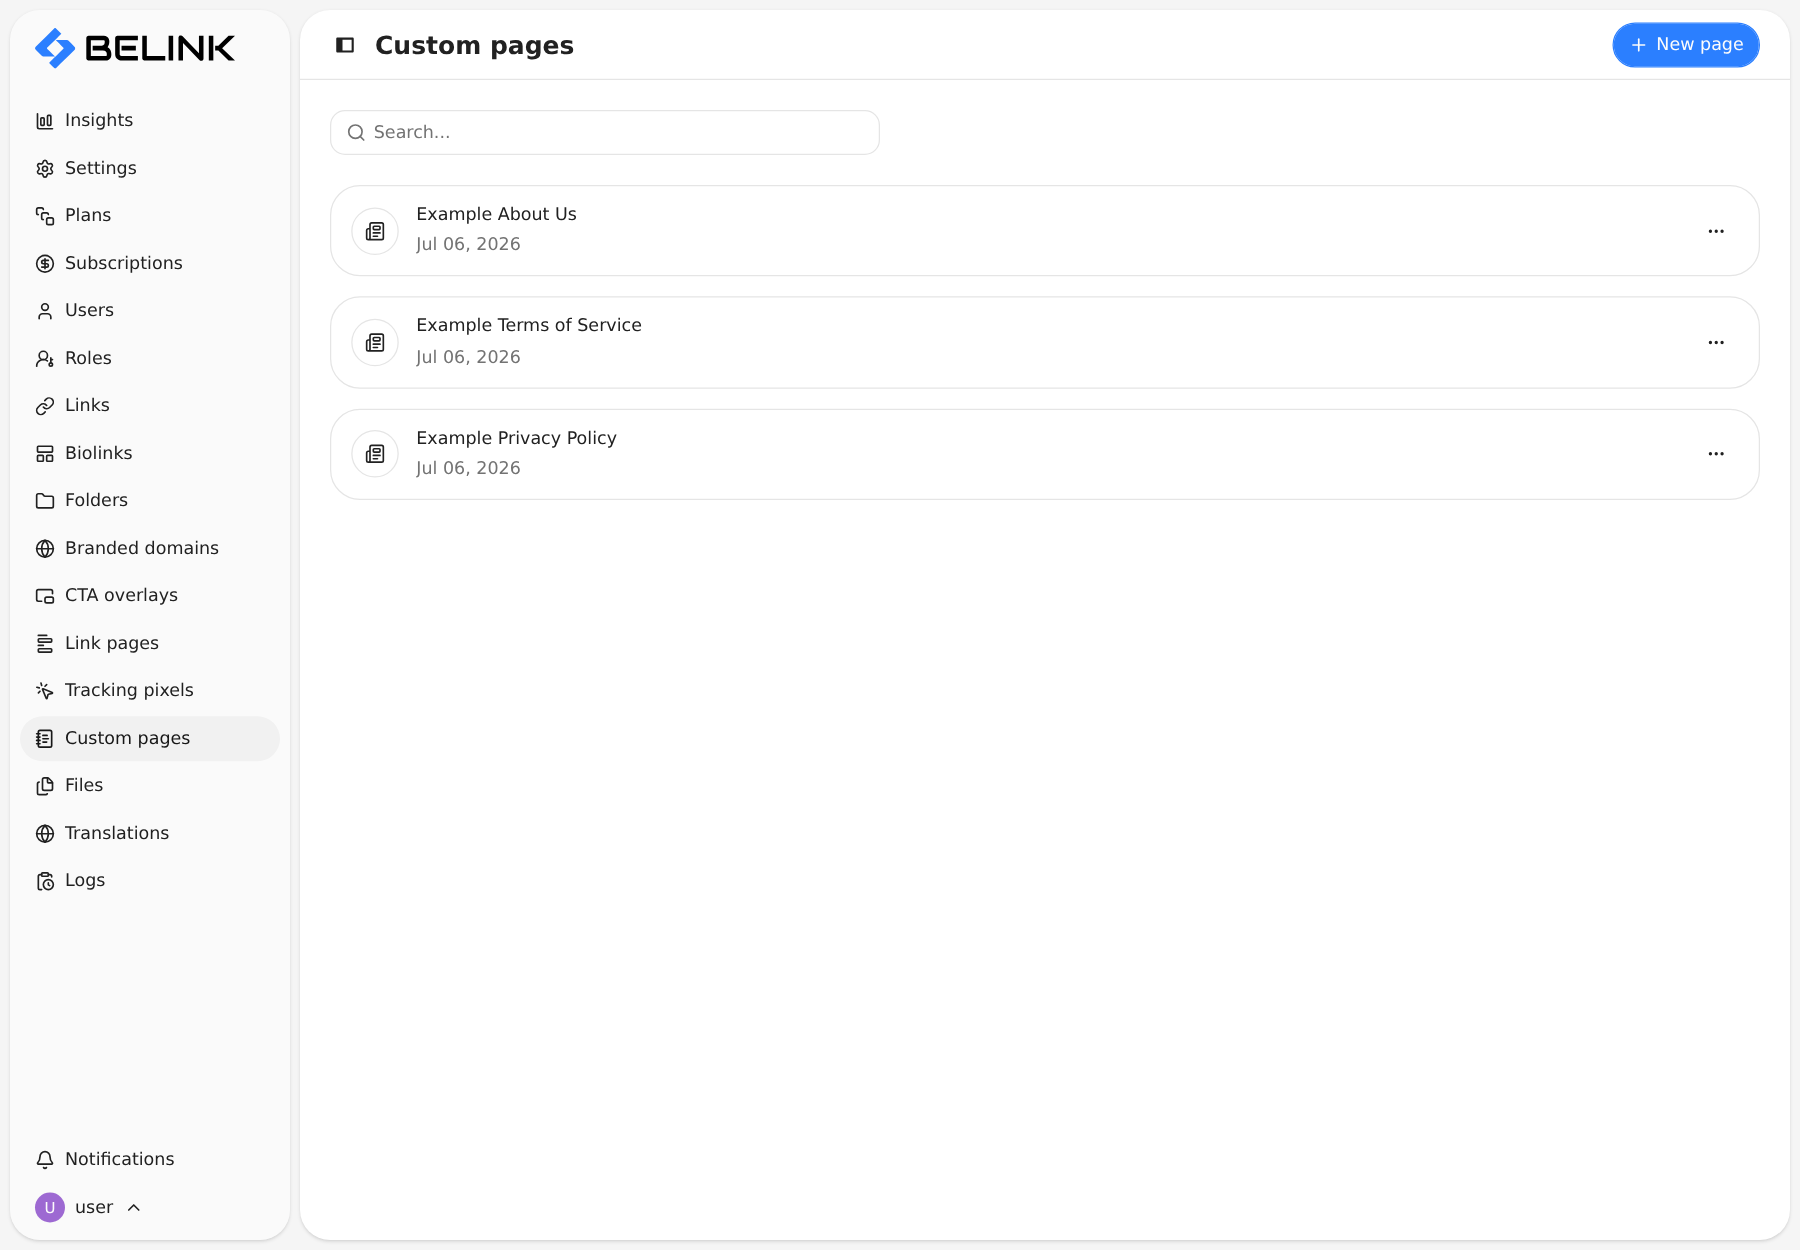 BELINK
Insights
Settings
Plans
Subscriptions
Users
Roles
Links
Biolinks
Folders
Branded domains
CTA overlays
Link pages
Tracking pixels
Custom pages
Files
Translations
Logs
Notifications
U user
Custom pages
New page
Search...
Example About Us
Jul 06, 2026
Example Terms of Service
Jul 06, 2026
Example Privacy Policy
Jul 06, 2026